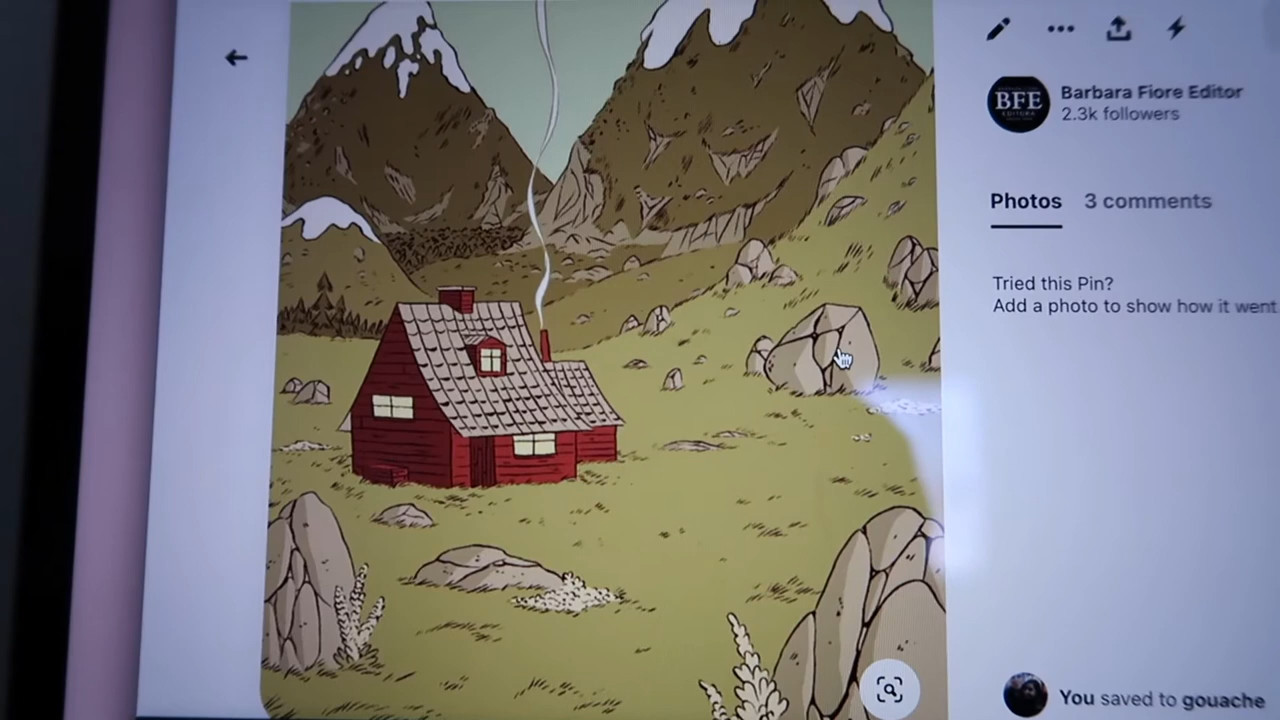 BFE
Barbara Fiore Editor
2.3k followers
Photos
3 comments
Tried this Pin?
Add a photo to show how it went
You saved to gouache